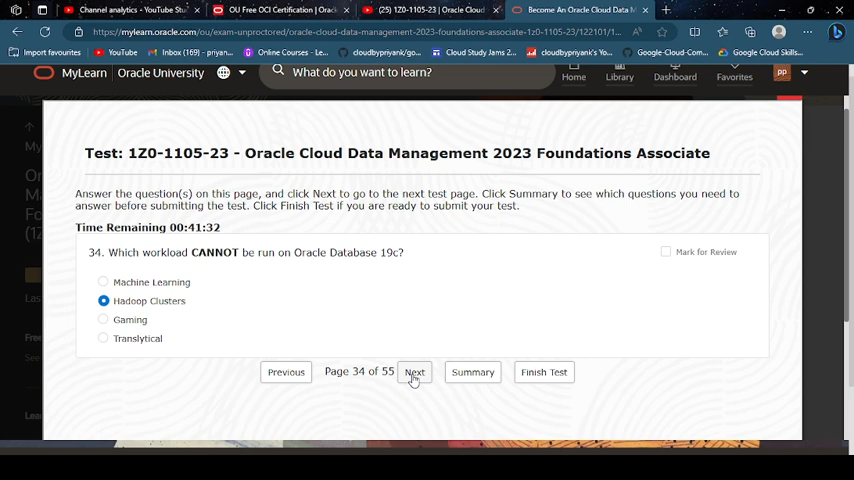 Channel analytics - YouTube Stu
OU Free OCI Certification | Orac
(25) 1Z0-1105-23 | Oracle Cloud
Become An Oracle Cloud Data M
https://mylearn.oracle.com/ou/exam-unproctored/oracle-cloud-data-management-2023-foundations-associate-1z0-1105-23/122101/1...
Import favourites
YouTube
Inbox (169) - priyan...
Online Courses - Le...
cloudbypriyank/go...
Cloud Study Jams 2...
cloudbypriyank's Yo...
Google-Cloud-Com...
Google Cloud Skills...
MyLearn
Oracle University
What do you want to learn?
Home
Library
Dashboard
Favorites
PP
Test: 1Z0-1105-23 - Oracle Cloud Data Management 2023 Foundations Associate
Answer the question(s) on this page, and click Next to go to the next test page. Click Summary to see which questions you need to
answer before submitting the test. Click Finish Test if you are ready to submit your test.
Time Remaining 00:41:32
34. Which workload CANNOT be run on Oracle Database 19c?
Mark for Review
Machine Learning
Hadoop Clusters
Gaming
Translytical
Previous
Page 34 of 55
Next
Summary
Finish Test